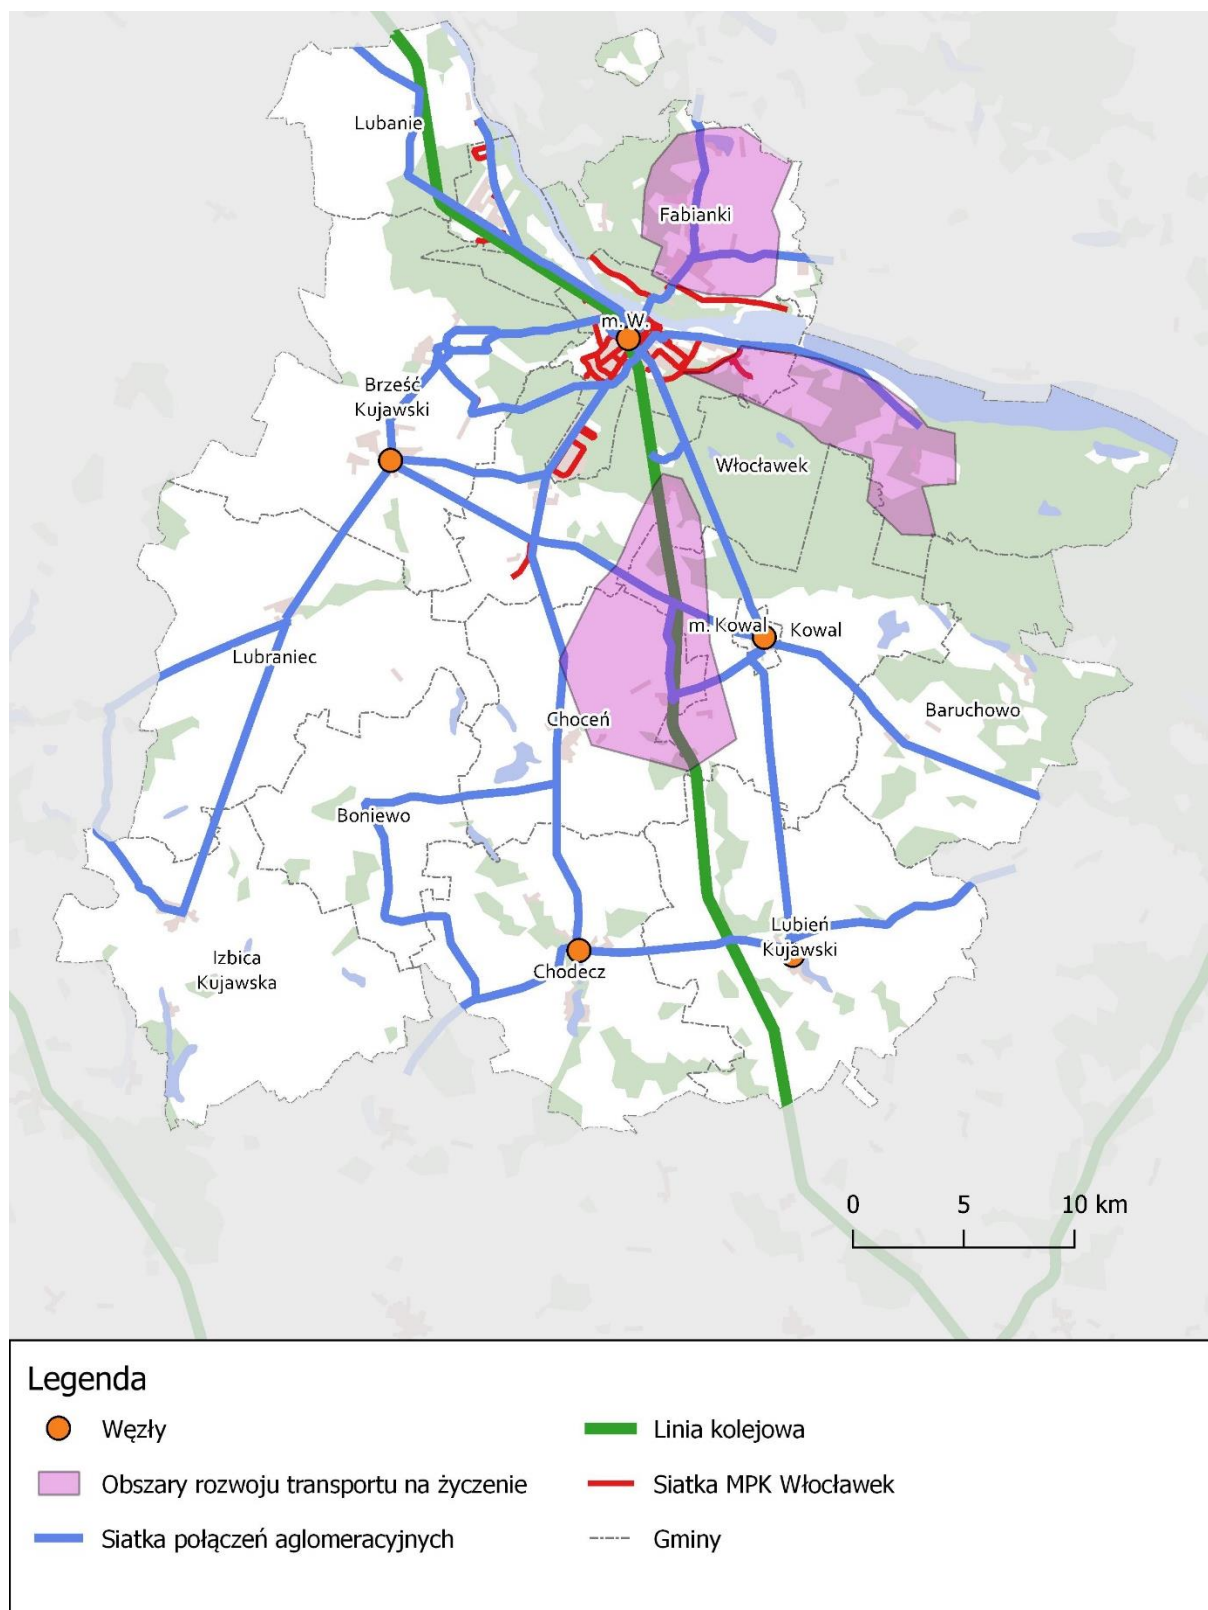 Lubanie
Fabianki
m. W.
Brześć
Kujawski
Włocławek
m. Kowal
Kowal
Lubraniec
Baruchowo
Choceń
Boniewo
Lubień
Kujawski
Izbica
Kujawska
Chodecz
0 5 10 km
Legenda
Węzły
Linia kolejowa
Obszary rozwoju transportu na życzenie
Siatka MPK Włocławek
Siatka połączeń aglomeracyjnych
Gminy